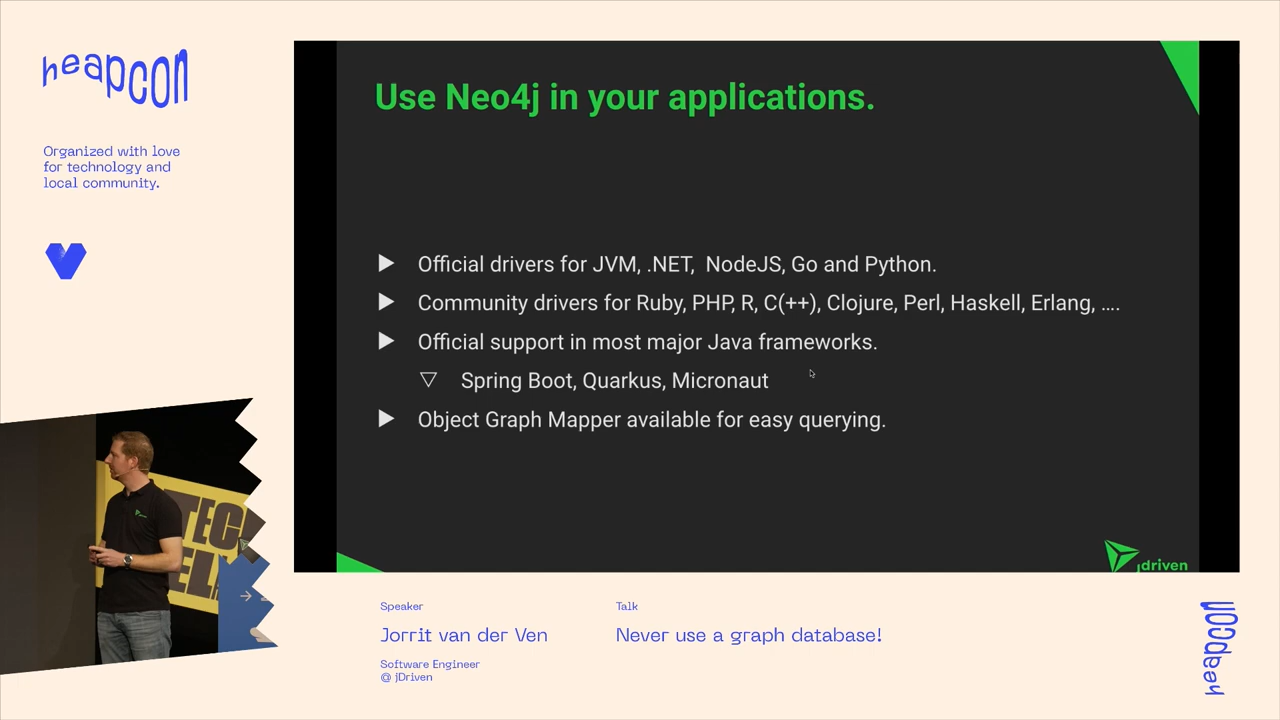 heapcon
Organized with love
for technology and
local community.
Use Neo4j in your applications.
Official drivers for JVM, .NET, NodeJS, Go and Python.
Community drivers for Ruby, PHP, R, C(++), Clojure, Perl, Haskell, Erlang, ....
Official support in most major Java frameworks.
Spring Boot, Quarkus, Micronaut
Object Graph Mapper available for easy querying.
jdriven
TEC
Speaker
Jorrit van der Ven
Software Engineer
@ jDriven
Talk
Never use a graph database!
heapcon